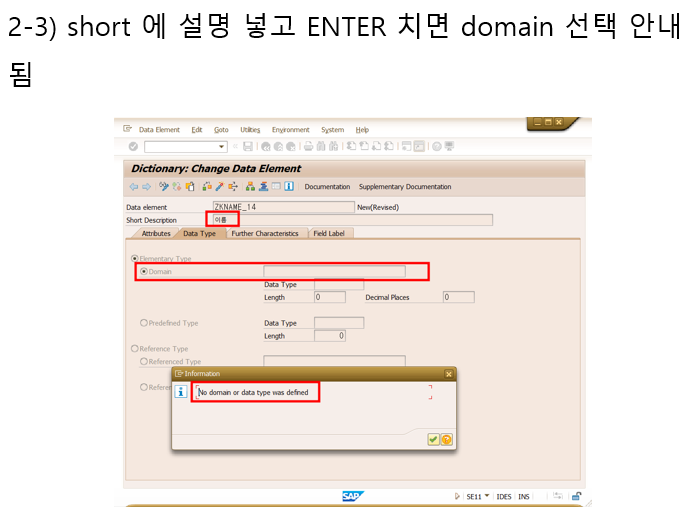 2-3) short 에 설명 넣고 ENTER 치면 domain 선택 안내
됨
Data Element Edit Goto Utilities Environment System Help
Dictionary: Change Data Element
Documentation Supplementary Documentation
Data element ZKNAME_14 New(Revised)
Short Description 이름
Attributes Data Type Further Characteristics Field Label
Elementary Type
Domain
Data Type
Length 0 Decimal Places 0
Predefined Type Data Type
Length 0
Reference Type
Referenced Type
Information
No domain or data type was defined
SAP SE11 IDES INS